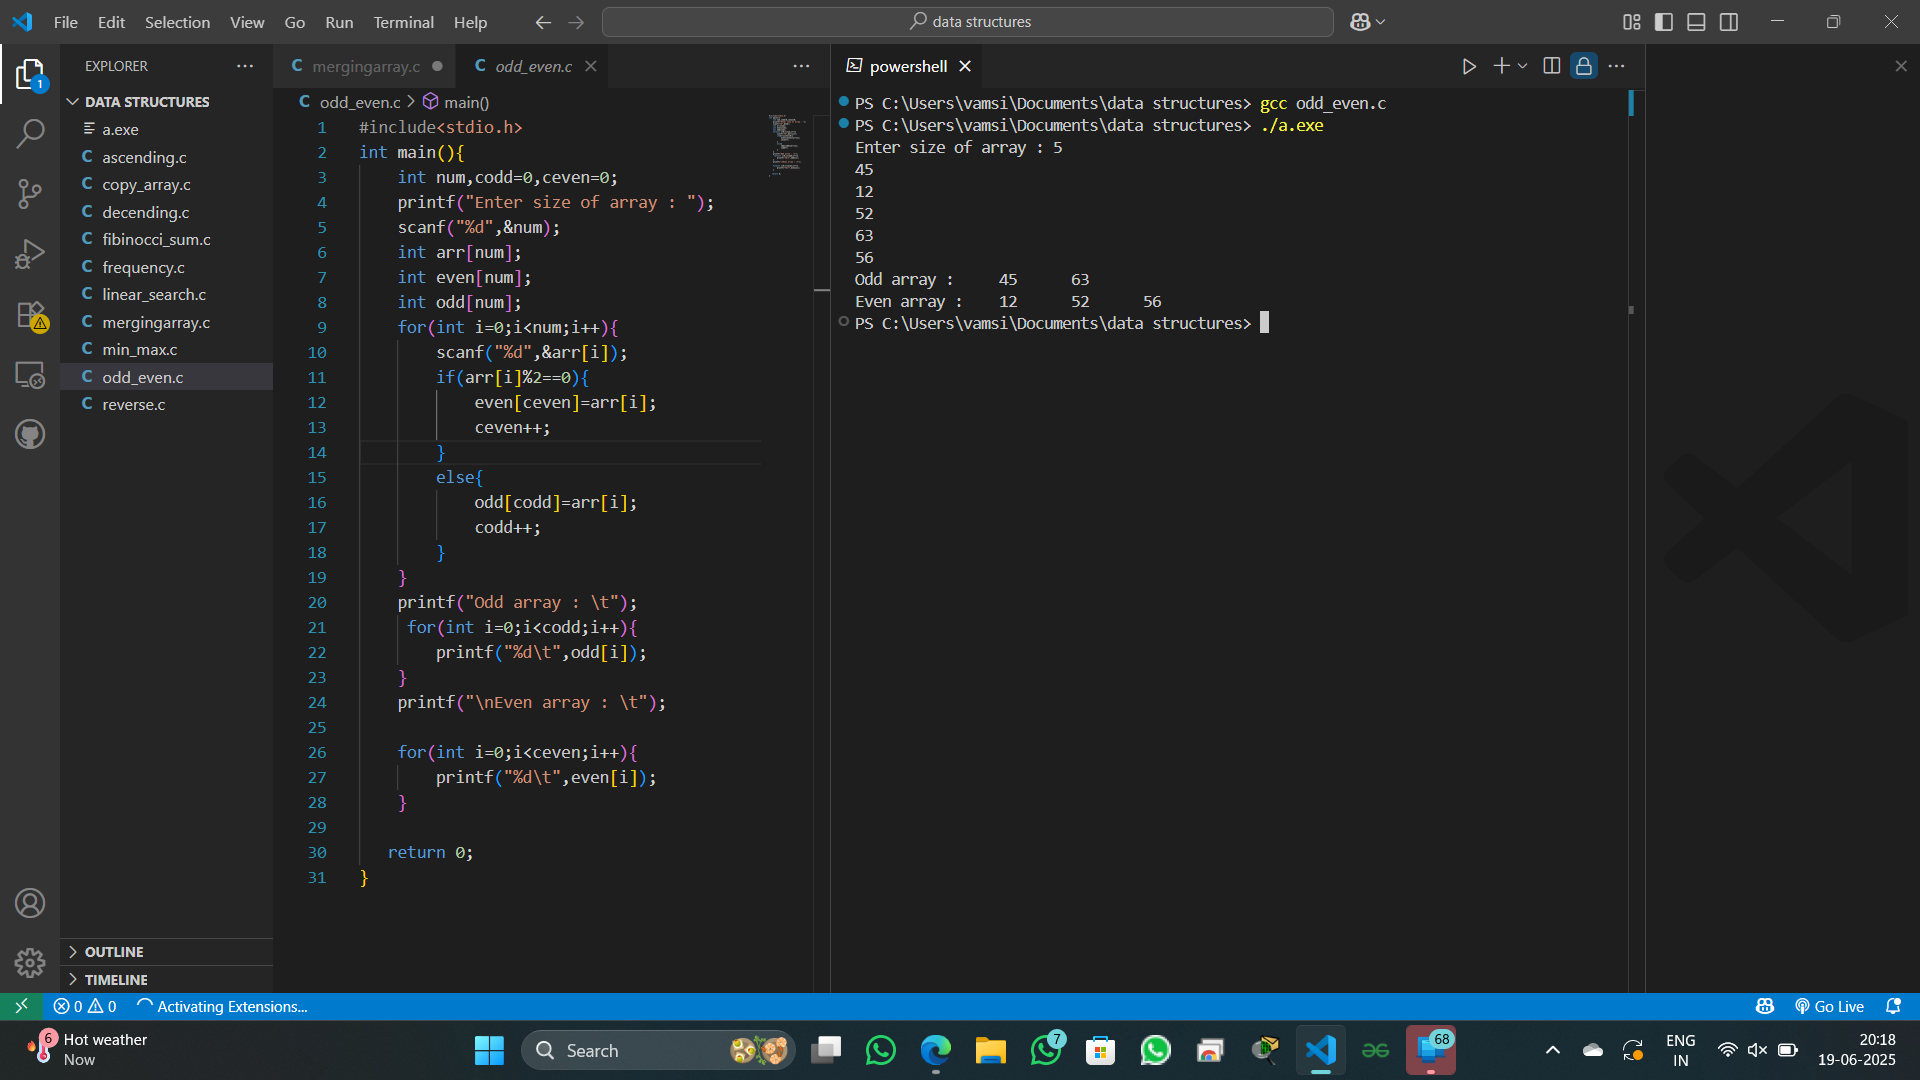 File Edit Selection View Go Run Terminal Help
data structures
EXPLORER
DATA STRUCTURES
a.exe
C ascending.c
C copy_array.c
C decending.c
C fibinocci_sum.c
C frequency.c
C linear_search.c
C mergingarray.c
C min_max.c
C odd_even.c
C reverse.c
OUTLINE
TIMELINE
C mergingarray.c
C odd_even.c
C odd_even.c > main()
1 #include<stdio.h>
2 int main(){
3 int num,codd=0,ceven=0;
4 printf("Enter size of array : ");
5 scanf("%d",&num);
6 int arr[num];
7 int even[num];
8 int odd[num];
9 for(int i=0;i<num;i++){
10 scanf("%d",&arr[i]);
11 if(arr[i]%2==0){
12 even[ceven]=arr[i];
13 ceven++;
14 }
15 else{
16 odd[codd]=arr[i];
17 codd++;
18 }
19 }
20 printf("Odd array : \t");
21 for(int i=0;i<codd;i++){
22 printf("%d\t",odd[i]);
23 }
24 printf("\nEven array : \t");
25
26 for(int i=0;i<ceven;i++){
27 printf("%d\t",even[i]);
28 }
29
30 return 0;
31 }
powershell
PS C:\Users\vamsi\Documents\data structures> gcc odd_even.c
PS C:\Users\vamsi\Documents\data structures> ./a.exe
Enter size of array : 5
45
12
52
63
56
Odd array : 45 63
Even array : 12 52 56
PS C:\Users\vamsi\Documents\data structures>
1
0 0 Activating Extensions...
Go Live
6
Hot weather
Now
Search
7
68
ENG
IN
20:18
19-06-2025